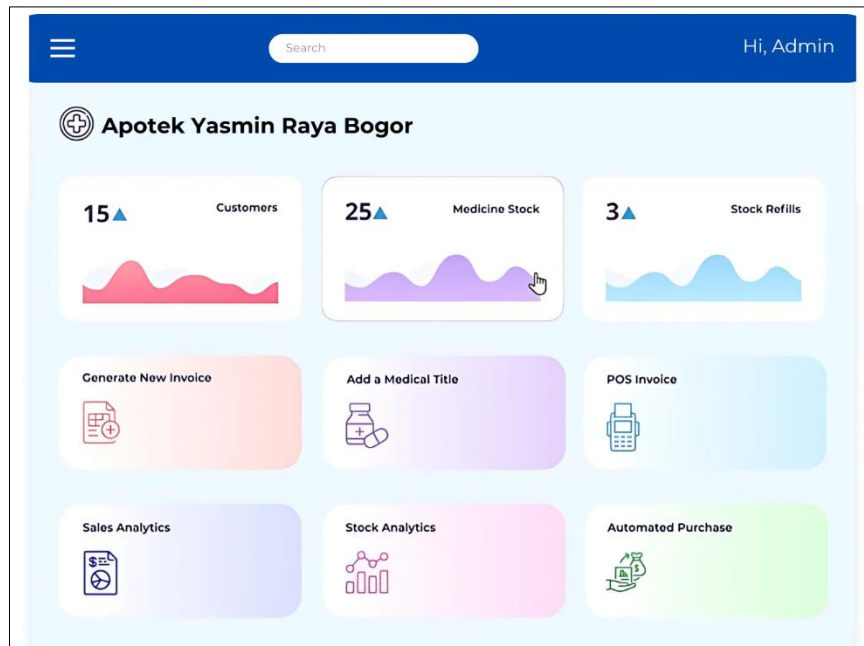 Search
Hi, Admin
Apotek Yasmin Raya Bogor
15 Customers
25 Medicine Stock
3 Stock Refills
Generate New Invoice
Add a Medical Title
POS Invoice
Sales Analytics
Stock Analytics
Automated Purchase